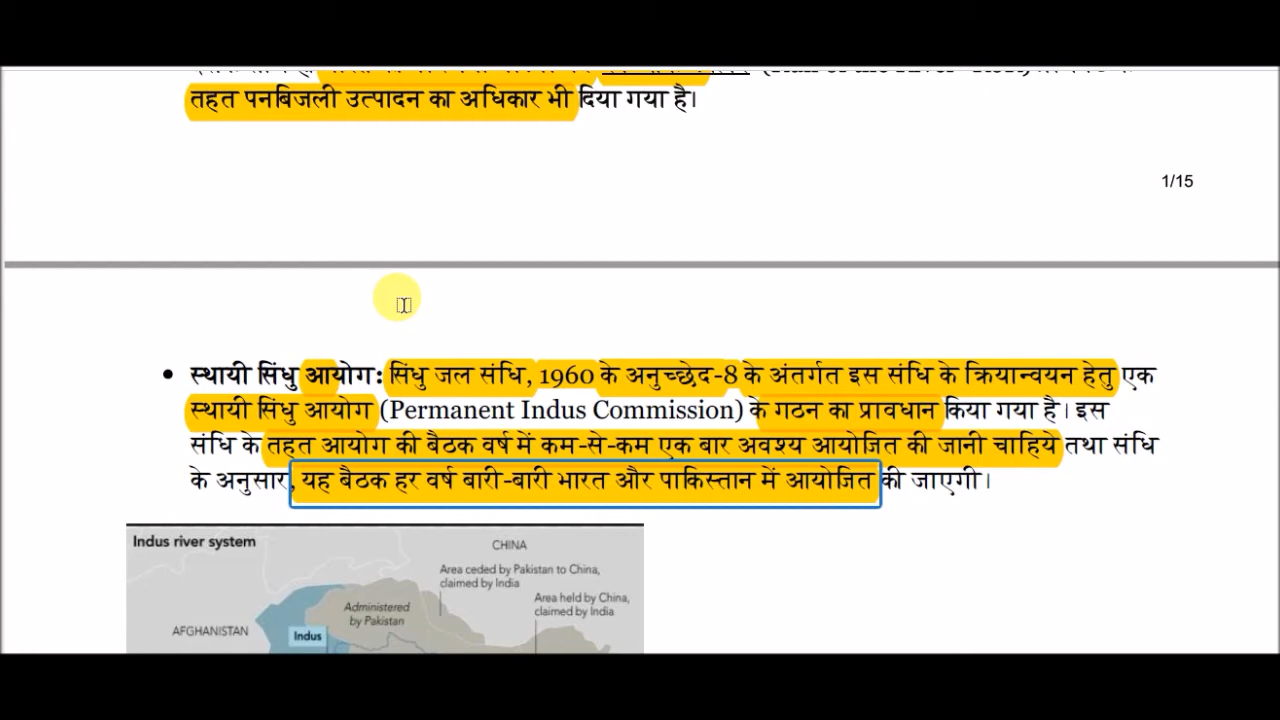 तहत पनबिजली उत्पादन का अधिकार भी दिया गया है।
1/15
• स्थायी सिंधु आयोग: सिंधु जल संधि, 1960 के अनुच्छेद-8 के अंतर्गत इस संधि के क्रियान्वयन हेतु एक
स्थायी सिंधु आयोग (Permanent Indus Commission) के गठन का प्रावधान किया गया है। इस
संधि के तहत आयोग की बैठक वर्ष में कम-से-कम एक बार अवश्य आयोजित की जानी चाहिये तथा संधि
के अनुसार, यह बैठक हर वर्ष बारी-बारी भारत और पाकिस्तान में आयोजित की जाएगी।
Indus river system
CHINA
Area ceded by Pakistan to China,
claimed by India
Area held by China,
claimed by India
Administered
by Pakistan
AFGHANISTAN
Indus